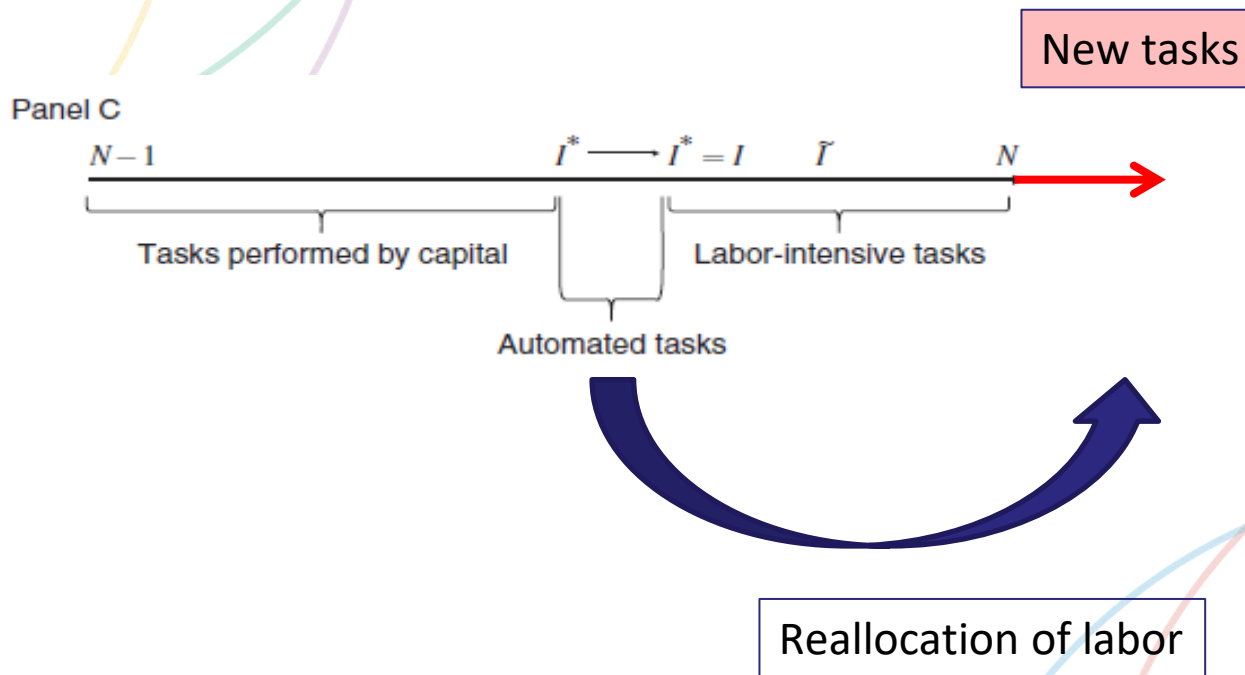 New tasks
Panel C
N − 1 I* ⟶ I* = I Ĩ N
Tasks performed by capital Labor-intensive tasks
Automated tasks
Reallocation of labor